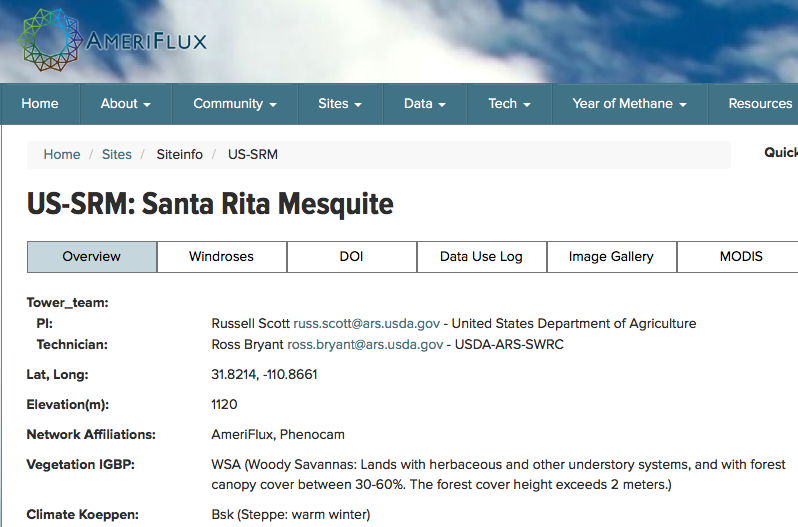 AMERIFLUX
Home About Community Sites Data Tech Year of Methane Resources
Home / Sites / Siteinfo / US-SRM
Quick
US-SRM: Santa Rita Mesquite
Overview Windroses DOI Data Use Log Image Gallery MODIS
Tower_team:
PI: Russell Scott russ.scott@ars.usda.gov - United States Department of Agriculture
Technician: Ross Bryant ross.bryant@ars.usda.gov - USDA-ARS-SWRC
Lat, Long: 31.8214, -110.8661
Elevation(m): 1120
Network Affiliations: AmeriFlux, Phenocam
Vegetation IGBP: WSA (Woody Savannas: Lands with herbaceous and other understory systems, and with forest
canopy cover between 30-60%. The forest cover height exceeds 2 meters.)
Climate Koeppen: Bsk (Steppe: warm winter)